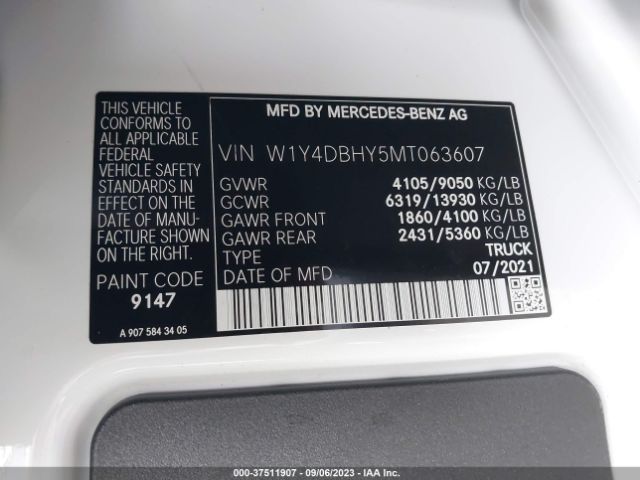 MFD BY MERCEDES-BENZ AG
THIS VEHICLE
CONFORMS TO
ALL APPLICABLE
FEDERAL
VEHICLE SAFETY
STANDARDS IN
EFFECT ON THE
DATE OF MANU-
FACTURE SHOWN
ON THE RIGHT.
PAINT CODE
9147
A 907 584 34 05
VIN W1Y4DBHY5MT063607
GVWR 4105/9050 KG/LB
GCWR 6319/13930 KG/LB
GAWR FRONT 1860/4100 KG/LB
GAWR REAR 2431/5360 KG/LB
TYPE TRUCK
DATE OF MFD 07/2021
000-37511907 - 09/06/2023 - IAA Inc.